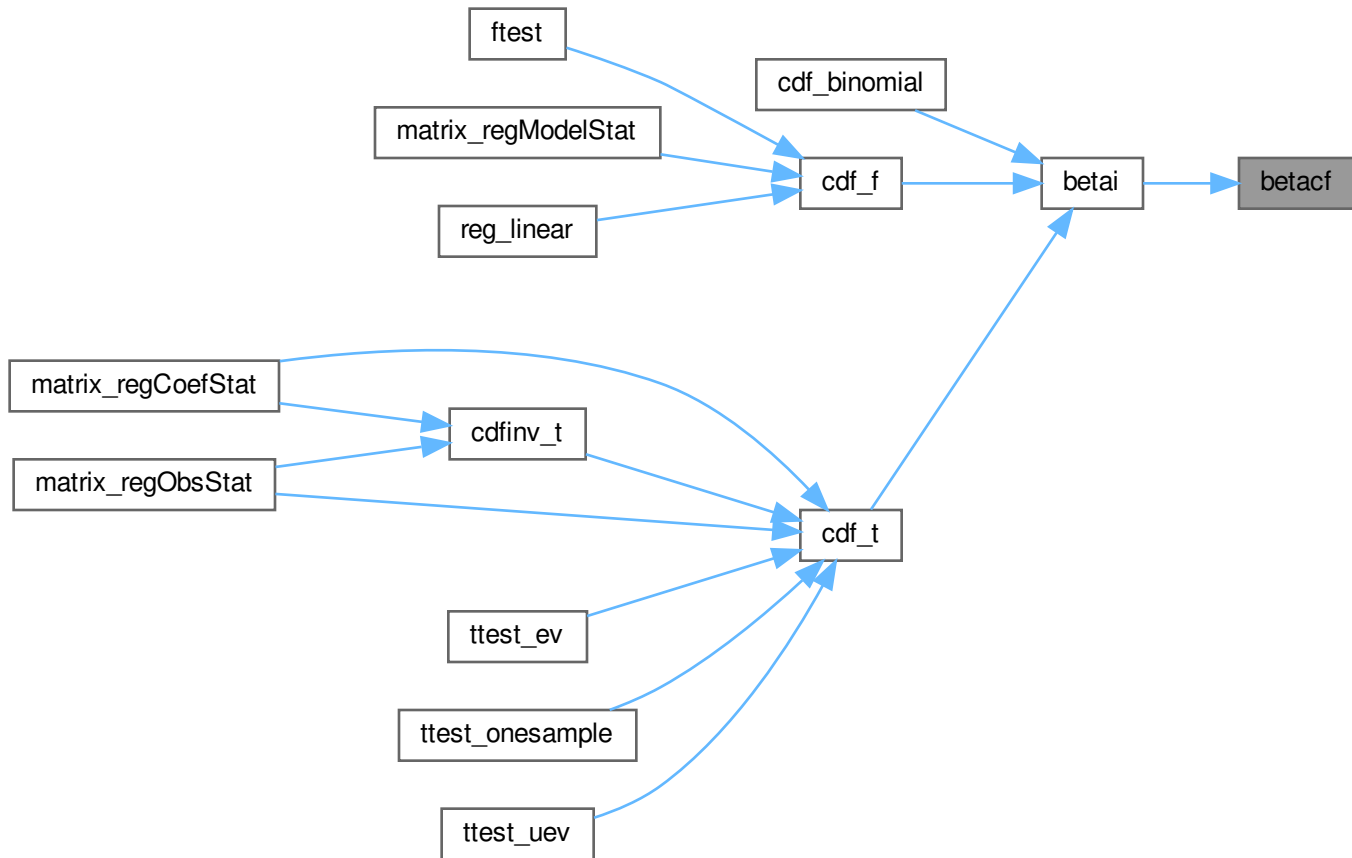 ftest
cdf_binomial
matrix_regModelStat
cdf_f
betai
betacf
reg_linear
matrix_regCoefStat
cdfinv_t
matrix_regObsStat
cdf_t
ttest_ev
ttest_onesample
ttest_uev